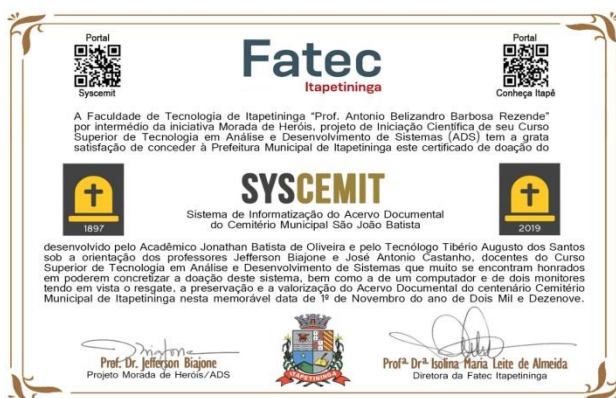 Portal
Syscemit
Fatec
Itapetininga
Portal
Conheça Itapê
A Faculdade de Tecnologia de Itapetininga "Prof. Antonio Belizandro Barbosa Rezende"
por intermédio da iniciativa Morada de Heróis, projeto de Iniciação Científica de seu Curso
Superior de Tecnologia em Análise e Desenvolvimento de Sistemas (ADS) tem a grata
satisfação de conceder à Prefeitura Municipal de Itapetininga este certificado de doação do
1897
SYSCEMIT
Sistema de Informatização do Acervo Documental
do Cemitério Municipal São João Batista
2019
desenvolvido pelo Acadêmico Jonathan Batista de Oliveira e pelo Tecnólogo Tibério Augusto dos Santos
sob a orientação dos professores Jefferson Biajone e José Antonio Castanho, docentes do Curso
Superior de Tecnologia em Análise e Desenvolvimento de Sistemas que muito se encontram honrados
em poderem concretizar a doação deste sistema, bem como a de um computador e de dois monitores
tendo em vista o resgate, a preservação e a valorização do Acervo Documental do centenário Cemitério
Municipal de Itapetininga nesta memorável data de 1º de Novembro do ano de Dois Mil e Dezenove.
Prof. Dr. Jefferson Biajone
Projeto Morada de Heróis/ADS
ITAPETININGA
Profª Drª Isolina Maria Leite de Almeida
Diretora da Fatec Itapetininga